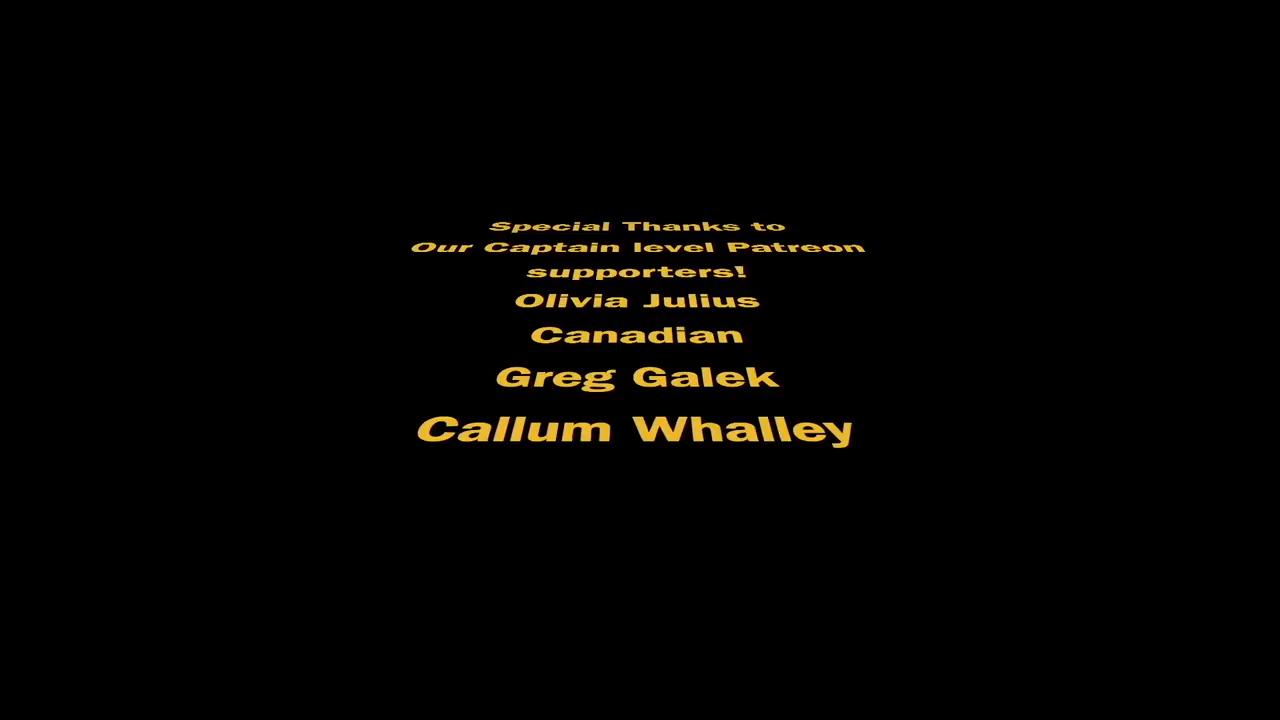 Special Thanks to
Our Captain level Patreon
supporters!
Olivia Julius
Canadian
Greg Galek
Callum Whalley